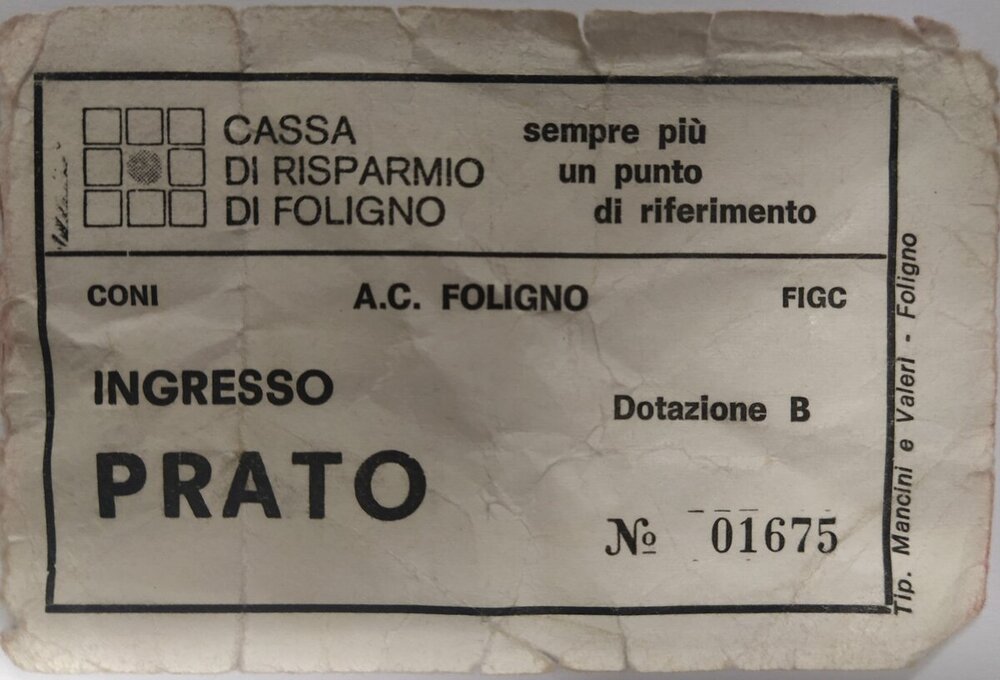 CASSA
DI RISPARMIO
DI FOLIGNO
sempre più
un punto
di riferimento
CONI A.C. FOLIGNO FIGC
INGRESSO
PRATO
Dotazione B
Nº 01675
Tip. Mancini e Valeri - Foligno